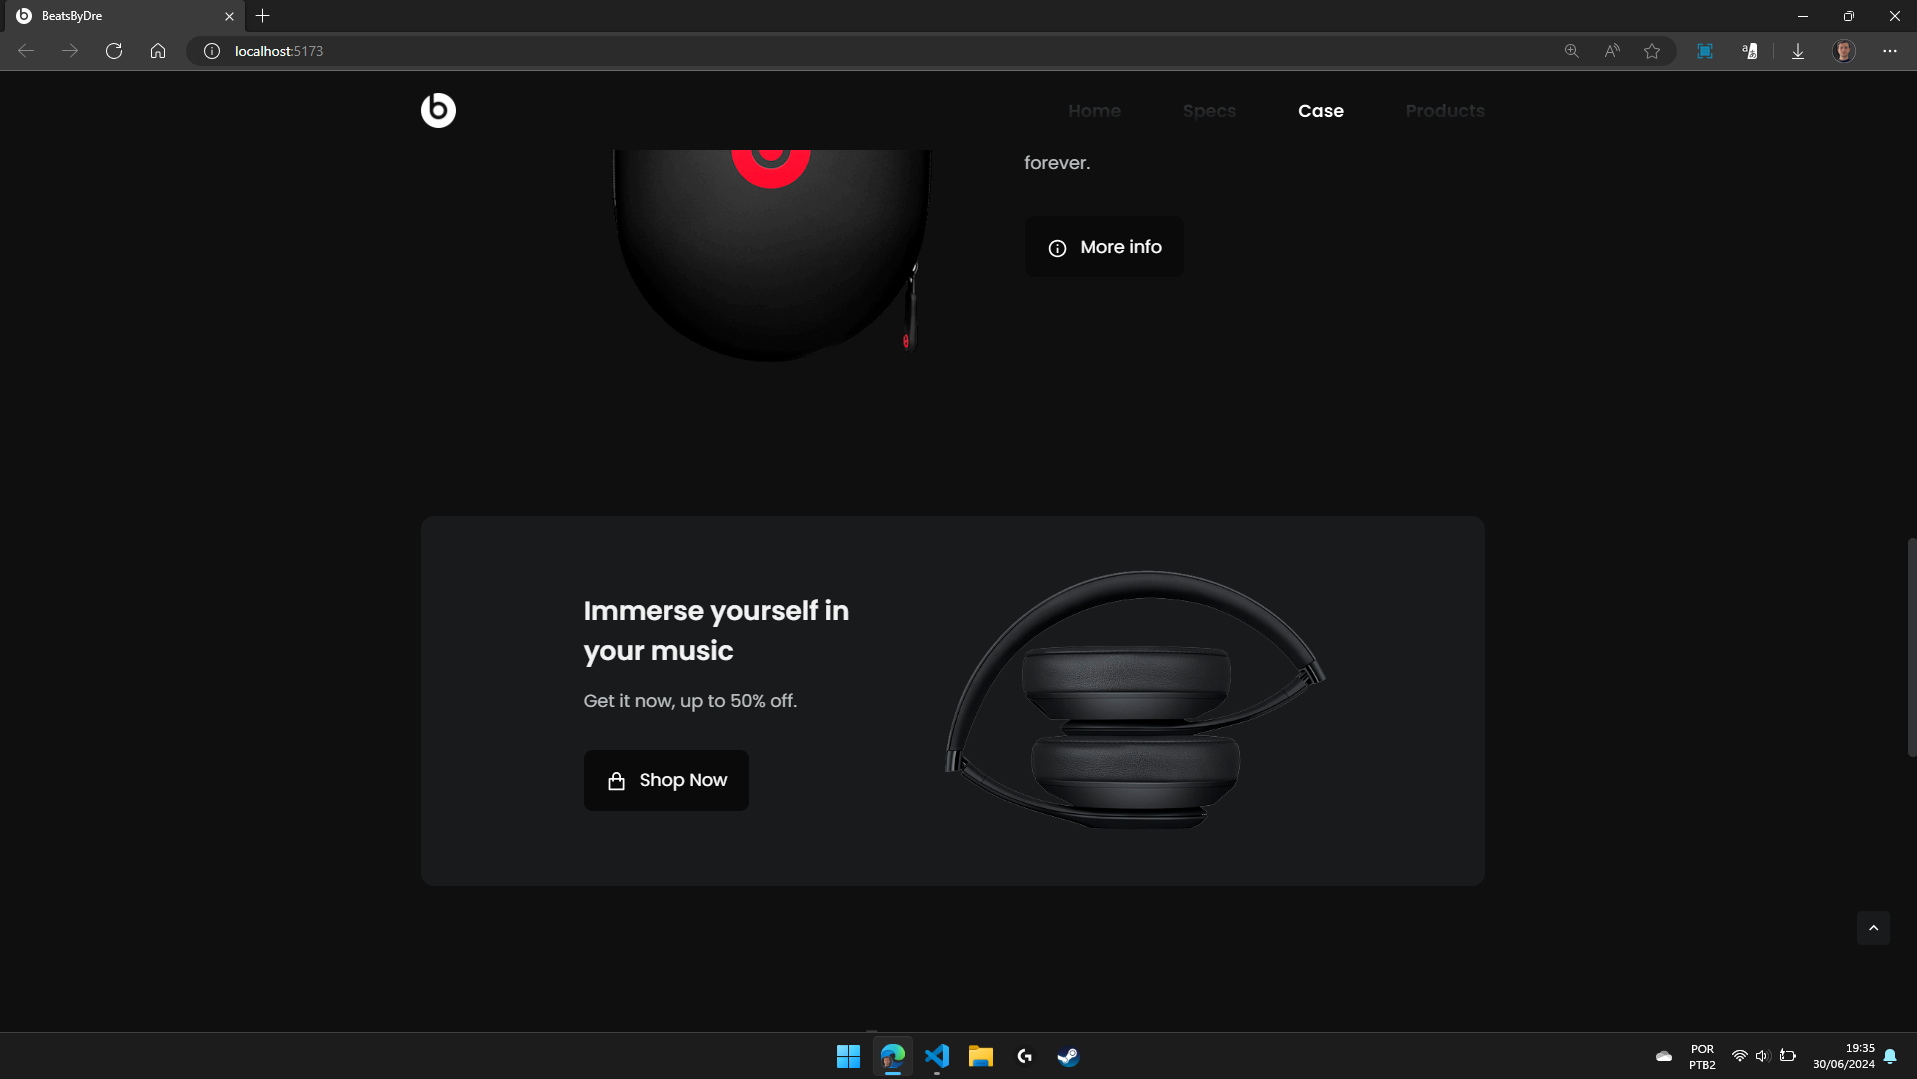 BeatsByDre
localhost:5173
Home Specs Case Products
forever.
More info
Immerse yourself in
your music
Get it now, up to 50% off.
Shop Now
POR
PTB2
19:35
30/06/2024